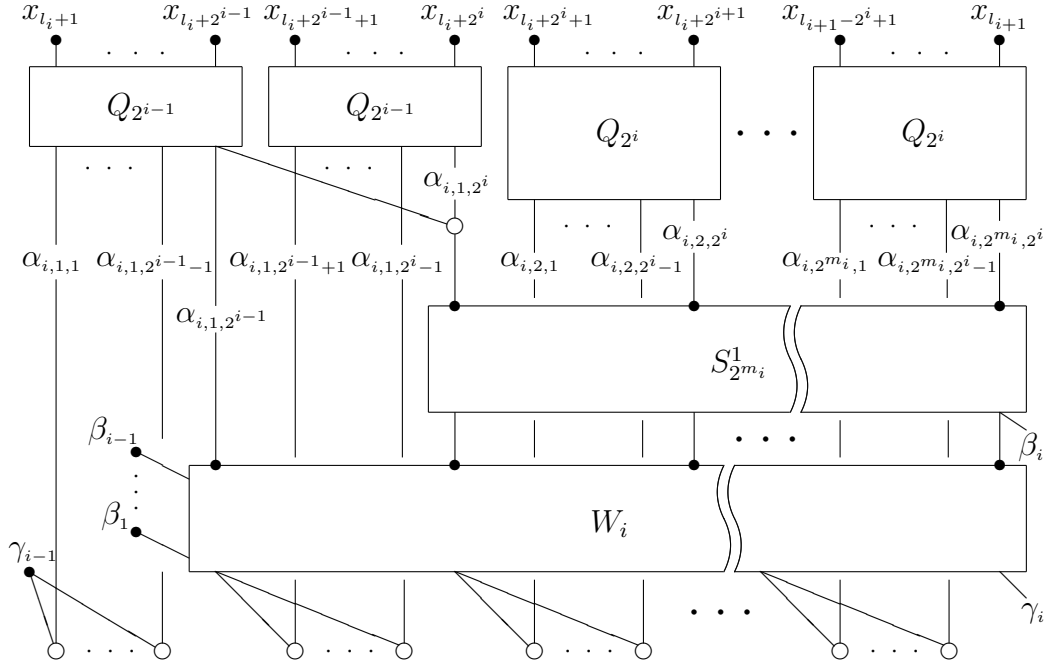 x_{l_i+1} · · · x_{l_i+2^{i-1}} x_{l_i+2^{i-1}+1} · · · x_{l_i+2^i} x_{l_i+2^i+1} · · · x_{l_i+2^{i+1}} x_{l_{i+1}-2^i+1} · · · x_{l_{i+1}}
Q_{2^{i-1}} Q_{2^{i-1}} Q_{2^i} · · · Q_{2^i}
· · · · · ·
α_{i,1,2^i}
· · · · · · α_{i,2,2^i} α_{i,2^{m_i},2^i}
α_{i,1,1} α_{i,1,2^{i-1}-1} α_{i,1,2^{i-1}+1} α_{i,1,2^i-1} α_{i,2,1} α_{i,2,2^i-1} α_{i,2^{m_i},1} α_{i,2^{m_i},2^i-1}
α_{i,1,2^{i-1}}
S^1_{2^{m_i}}
β_{i-1} · · · β_i
· · ·
β_1 W_i
γ_{i-1}
· · · γ_i
· · · · · · · · · · · ·